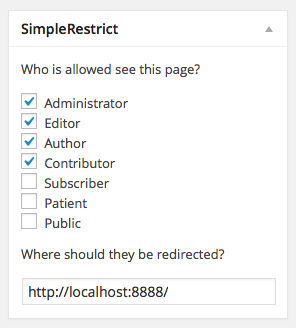 SimpleRestrict
Who is allowed see this page?
Administrator
Editor
Author
Contributor
Subscriber
Patient
Public
Where should they be redirected?
http://localhost:8888/